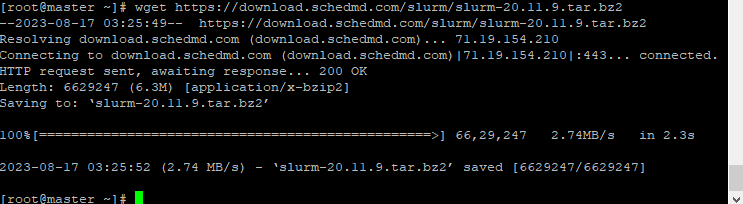 [root@master ~]# wget https://download.schedmd.com/slurm/slurm-20.11.9.tar.bz2
--2023-08-17 03:25:49--  https://download.schedmd.com/slurm/slurm-20.11.9.tar.bz2
Resolving download.schedmd.com (download.schedmd.com)... 71.19.154.210
Connecting to download.schedmd.com (download.schedmd.com)|71.19.154.210|:443... connected.
HTTP request sent, awaiting response... 200 OK
Length: 6629247 (6.3M) [application/x-bzip2]
Saving to: ‘slurm-20.11.9.tar.bz2’
100%[================================================>] 66,29,247   2.74MB/s   in 2.3s
2023-08-17 03:25:52 (2.74 MB/s) - ‘slurm-20.11.9.tar.bz2’ saved [6629247/6629247]
[root@master ~]#